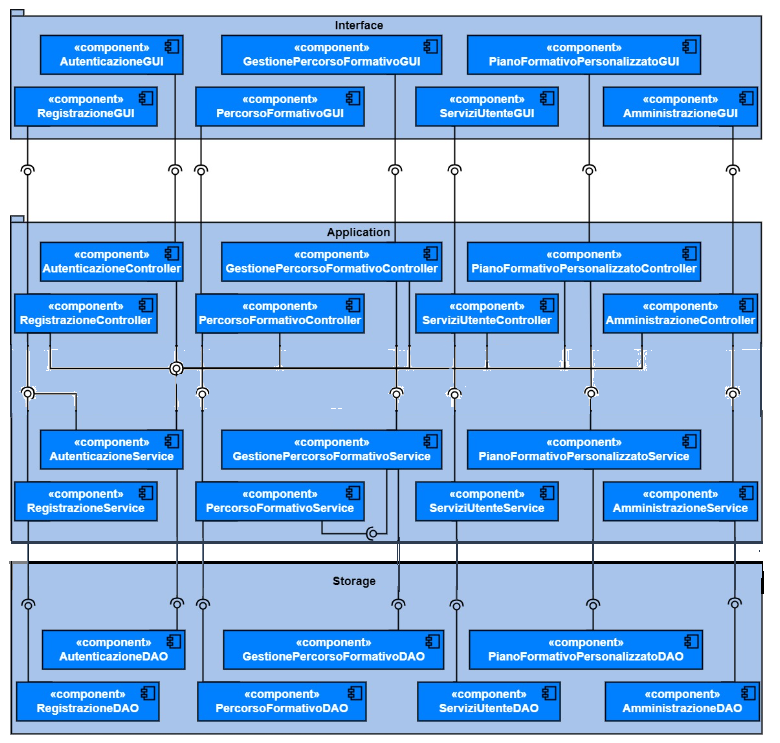 Interface
«component»
AutenticazioneGUI
«component»
GestionePercorsoFormativoGUI
«component»
PianoFormativoPersonalizzatoGUI
«component»
RegistrazioneGUI
«component»
PercorsoFormativoGUI
«component»
ServiziUtenteGUI
«component»
AmministrazioneGUI
Application
«component»
AutenticazioneController
«component»
GestionePercorsoFormativoController
«component»
PianoFormativoPersonalizzatoController
«component»
RegistrazioneController
«component»
PercorsoFormativoController
«component»
ServiziUtenteController
«component»
AmministrazioneController
«component»
AutenticazioneService
«component»
GestionePercorsoFormativoService
«component»
PianoFormativoPersonalizzatoService
«component»
RegistrazioneService
«component»
PercorsoFormativoService
«component»
ServiziUtenteService
«component»
AmministrazioneService
Storage
«component»
AutenticazioneDAO
«component»
GestionePercorsoFormativoDAO
«component»
PianoFormativoPersonalizzatoDAO
«component»
RegistrazioneDAO
«component»
PercorsoFormativoDAO
«component»
ServiziUtenteDAO
«component»
AmministrazioneDAO